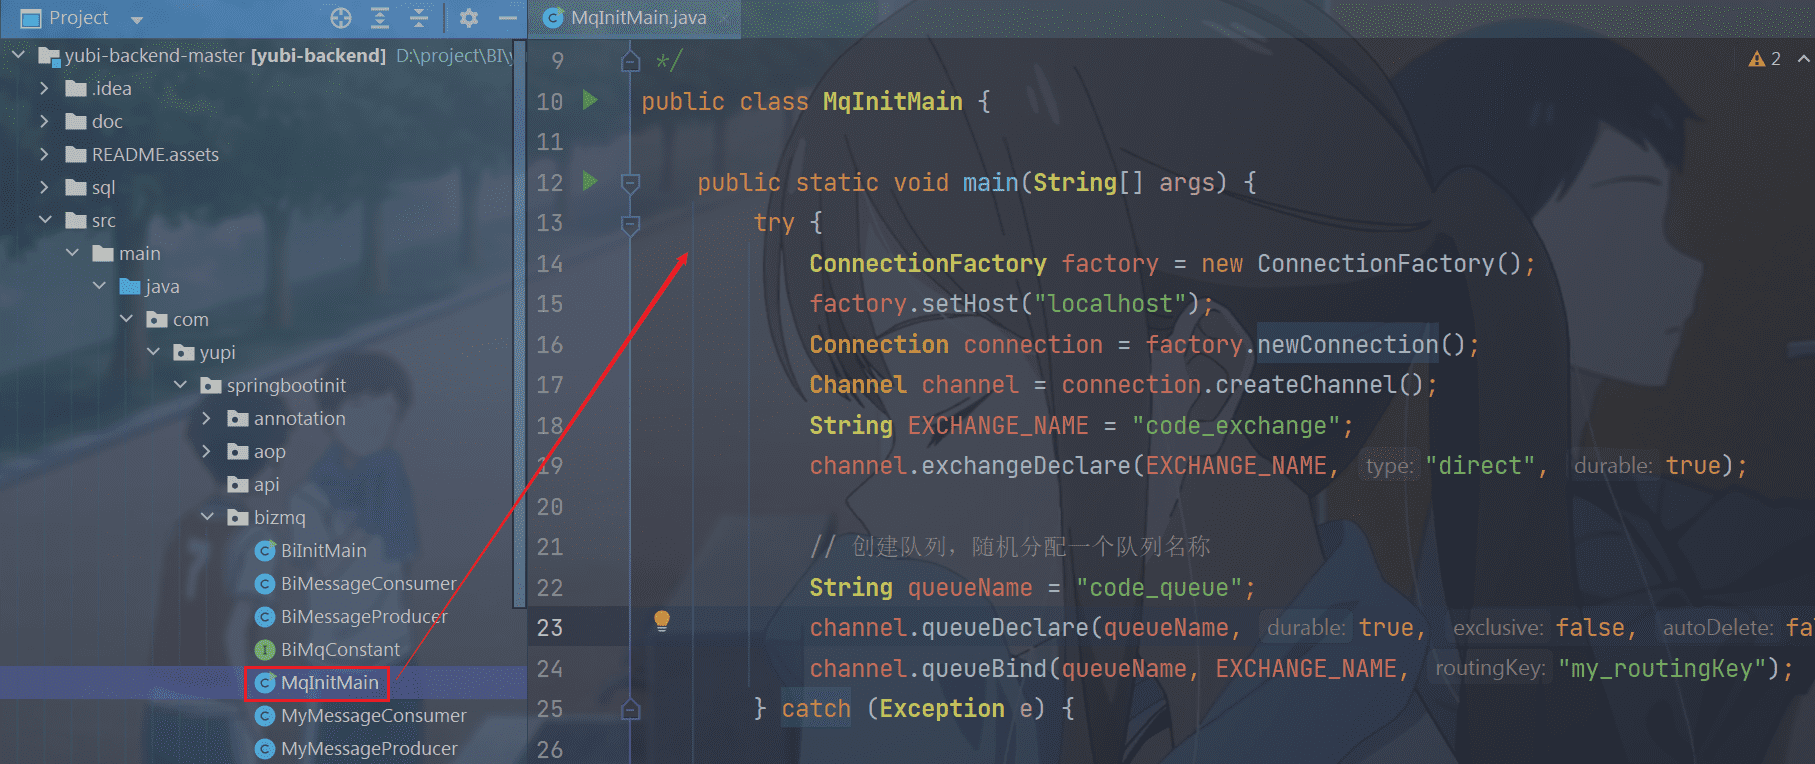 Project
yubi-backend-master [yubi-backend] D:\project\BI\y
.idea
doc
README.assets
sql
src
main
java
com
yupi
springbootinit
annotation
aop
api
bizmq
BiInitMain
BiMessageConsumer
BiMessageProducer
BiMqConstant
MqInitMain
MyMessageConsumer
MyMessageProducer
MqInitMain.java
2
9 */
10 public class MqInitMain {
11
12 public static void main(String[] args) {
13 try {
14 ConnectionFactory factory = new ConnectionFactory();
15 factory.setHost("localhost");
16 Connection connection = factory.newConnection();
17 Channel channel = connection.createChannel();
18 String EXCHANGE_NAME = "code_exchange";
19 channel.exchangeDeclare(EXCHANGE_NAME, type: "direct", durable: true);
20
21 // 创建队列，随机分配一个队列名称
22 String queueName = "code_queue";
23 channel.queueDeclare(queueName, durable: true, exclusive: false, autoDelete: fal
24 channel.queueBind(queueName, EXCHANGE_NAME, routingKey: "my_routingKey");
25 } catch (Exception e) {
26